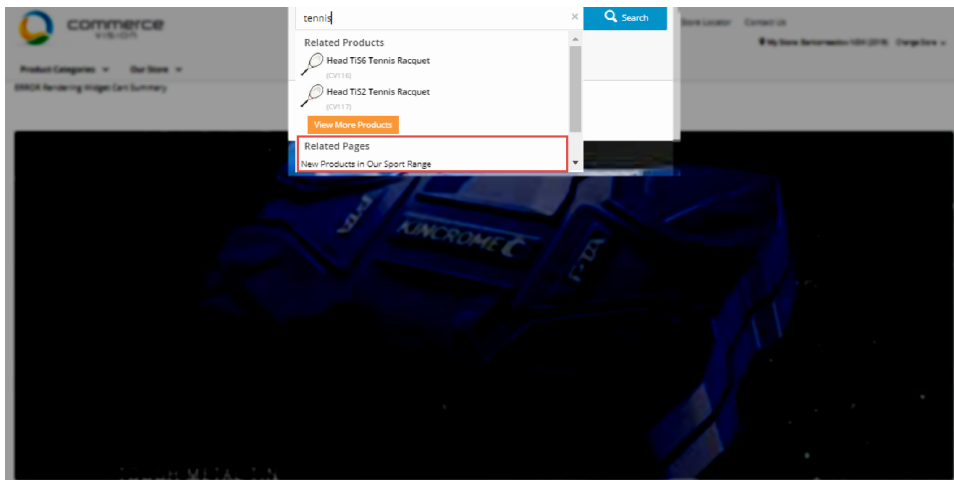 commerce
VISION
tennis
×
Search
Store Locator
Contact Us
Change Store
Product Categories
Our Store
ERROR Rendering Widget Cart Summary
Related Products
Head TiS6 Tennis Racquet
(CV116)
Head TiS2 Tennis Racquet
(CV117)
View More Products
Related Pages
New Products in Our Sport Range
KINCROME